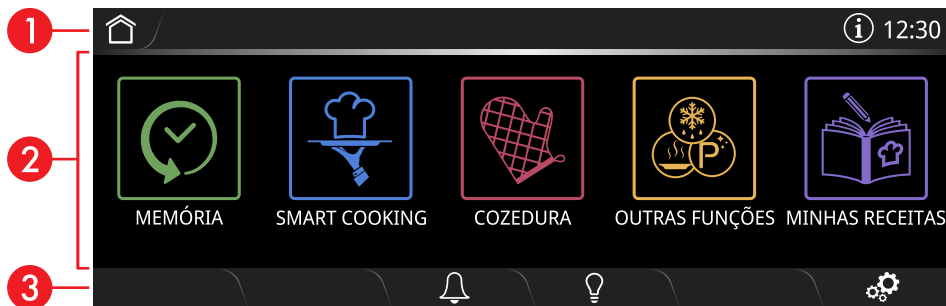 1
12:30
2
MEMÓRIA
SMART COOKING
COZEDURA
OUTRAS FUNÇÕES
MINHAS RECEITAS
P
3